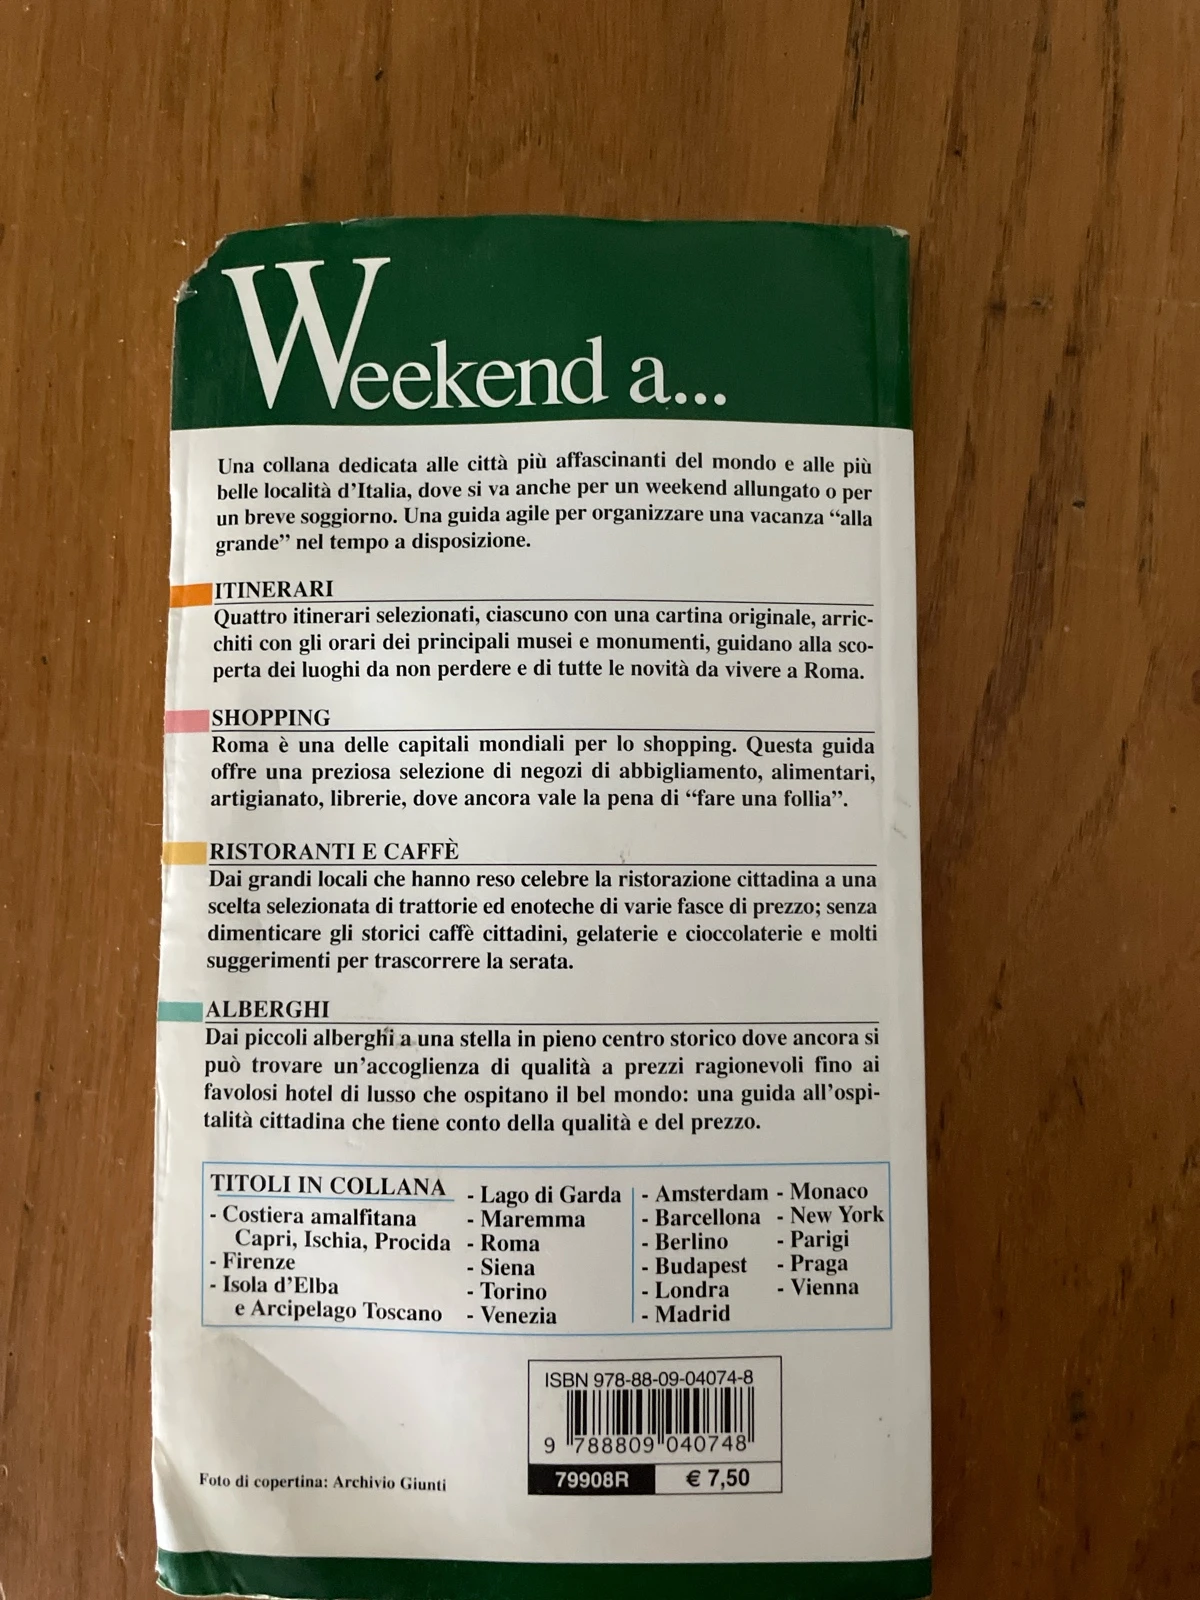 Weekend a...
Una collana dedicata alle città più affascinanti del mondo e alle più
belle località d'Italia, dove si va anche per un weekend allungato o per
un breve soggiorno. Una guida agile per organizzare una vacanza “alla
grande” nel tempo a disposizione.
ITINERARI
Quattro itinerari selezionati, ciascuno con una cartina originale, arric-
chiti con gli orari dei principali musei e monumenti, guidano alla sco-
perta dei luoghi da non perdere e di tutte le novità da vivere a Roma.
SHOPPING
Roma è una delle capitali mondiali per lo shopping. Questa guida
offre una preziosa selezione di negozi di abbigliamento, alimentari,
artigianato, librerie, dove ancora vale la pena di “fare una follia”.
RISTORANTI E CAFFÈ
Dai grandi locali che hanno reso celebre la ristorazione cittadina a una
scelta selezionata di trattorie ed enoteche di varie fasce di prezzo; senza
dimenticare gli storici caffè cittadini, gelaterie e cioccolaterie e molti
suggerimenti per trascorrere la serata.
ALBERGHI
Dai piccoli alberghi a una stella in pieno centro storico dove ancora si
può trovare un'accoglienza di qualità a prezzi ragionevoli fino ai
favolosi hotel di lusso che ospitano il bel mondo: una guida all'ospi-
talità cittadina che tiene conto della qualità e del prezzo.
TITOLI IN COLLANA
- Costiera amalfitana
Capri, Ischia, Procida
- Firenze
- Isola d'Elba
e Arcipelago Toscano
- Lago di Garda
- Maremma
- Roma
- Siena
- Torino
- Venezia
- Amsterdam
- Barcellona
- Berlino
- Budapest
- Londra
- Madrid
- Monaco
- New York
- Parigi
- Praga
- Vienna
ISBN 978-88-09-04074-8
9 788809 040748
79908R € 7,50
Foto di copertina: Archivio Giunti